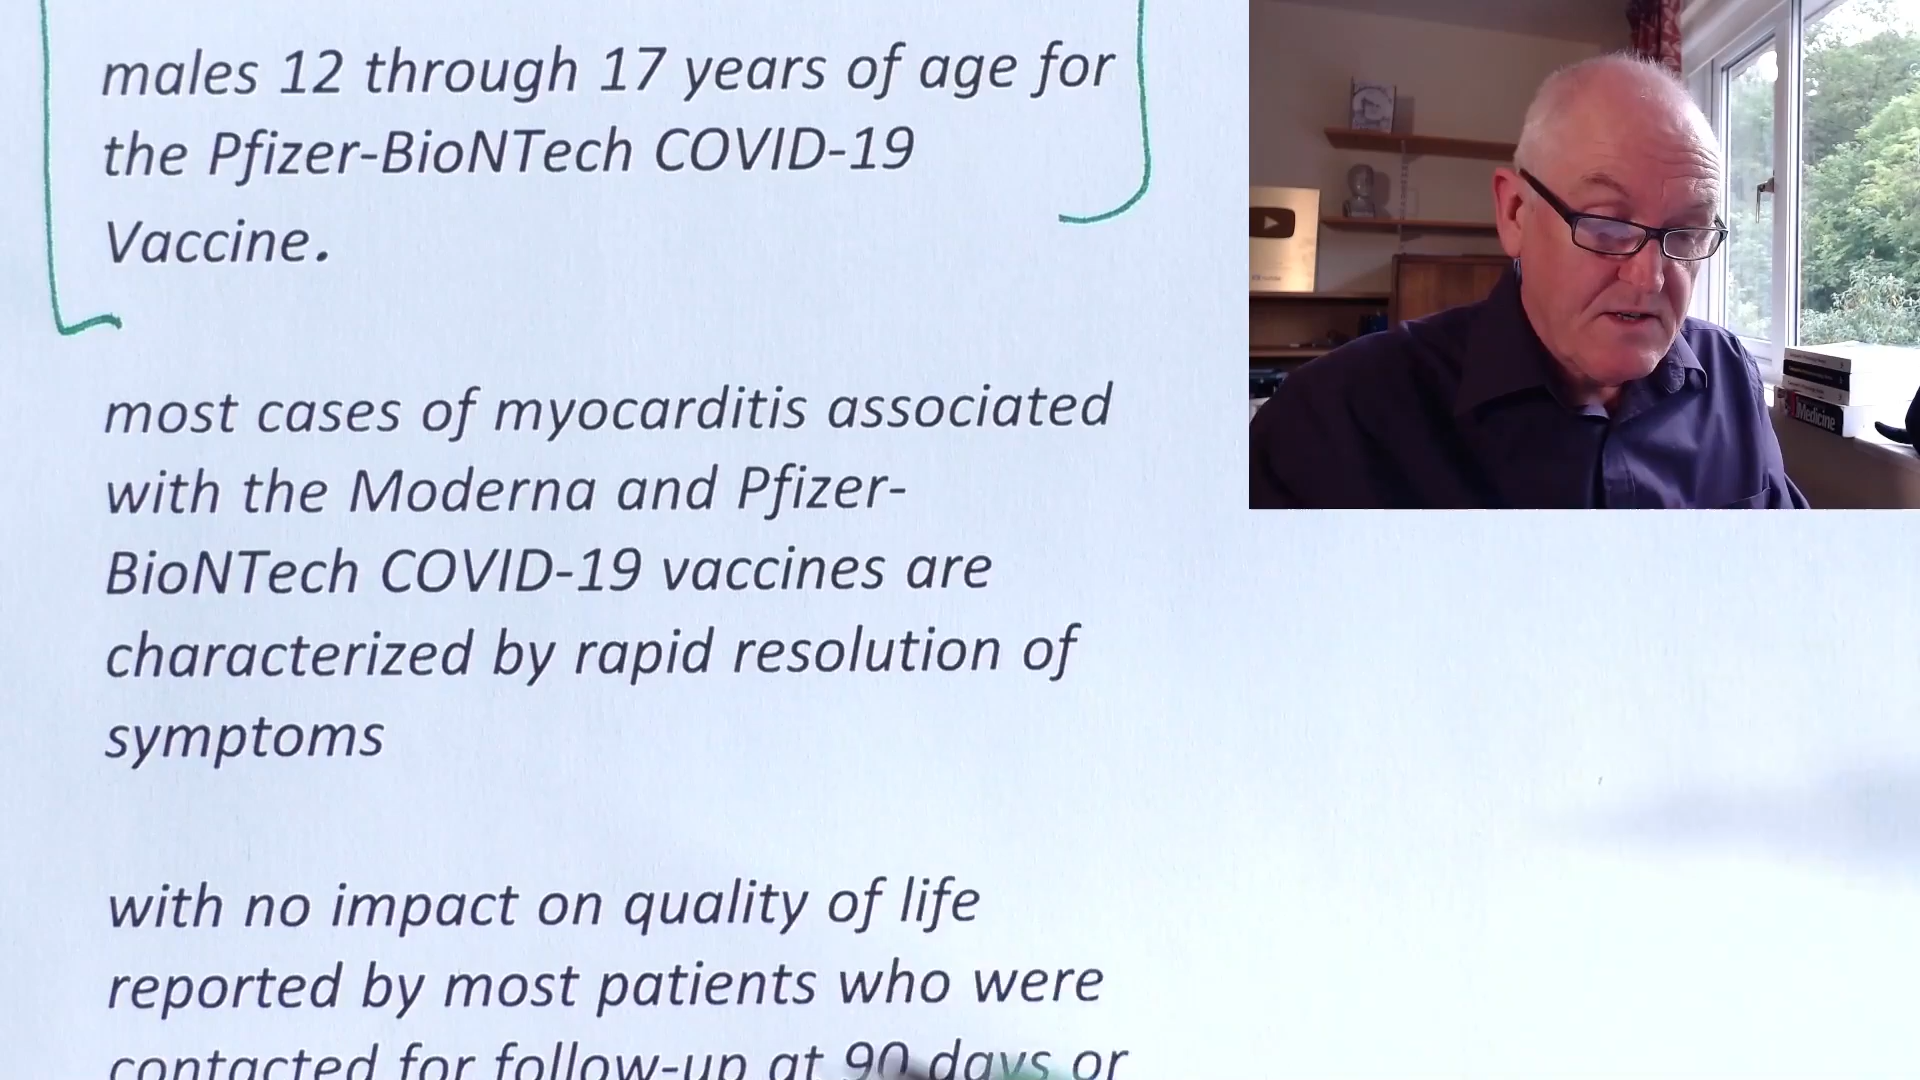 males 12 through 17 years of age for
the Pfizer-BioNTech COVID-19
Vaccine.
most cases of myocarditis associated
with the Moderna and Pfizer-
BioNTech COVID-19 vaccines are
characterized by rapid resolution of
symptoms
with no impact on quality of life
reported by most patients who were
contacted for follow-up at 90 days or
Medicine